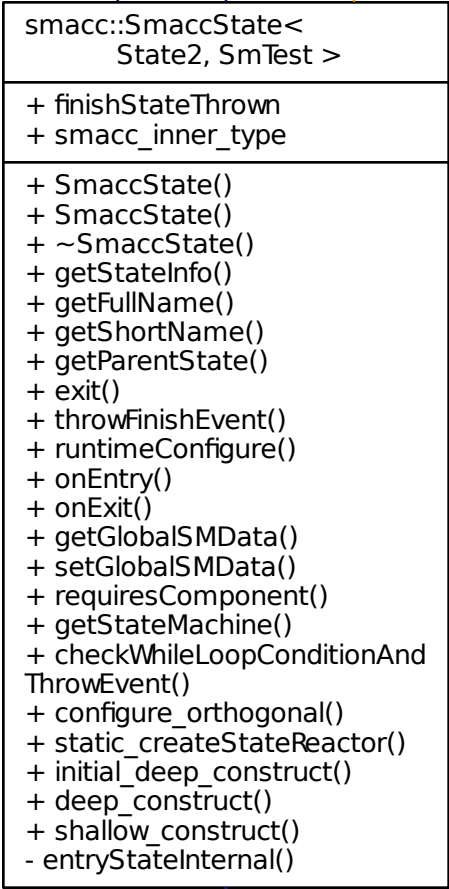 smacc::SmaccState<
State2, SmTest >
+ finishStateThrown
+ smacc_inner_type
+ SmaccState()
+ SmaccState()
+ ~SmaccState()
+ getStateInfo()
+ getFullName()
+ getShortName()
+ getParentState()
+ exit()
+ throwFinishEvent()
+ runtimeConfigure()
+ onEntry()
+ onExit()
+ getGlobalSMData()
+ setGlobalSMData()
+ requiresComponent()
+ getStateMachine()
+ checkWhileLoopConditionAnd
ThrowEvent()
+ configure_orthogonal()
+ static_createStateReactor()
+ initial_deep_construct()
+ deep_construct()
+ shallow_construct()
- entryStateInternal()